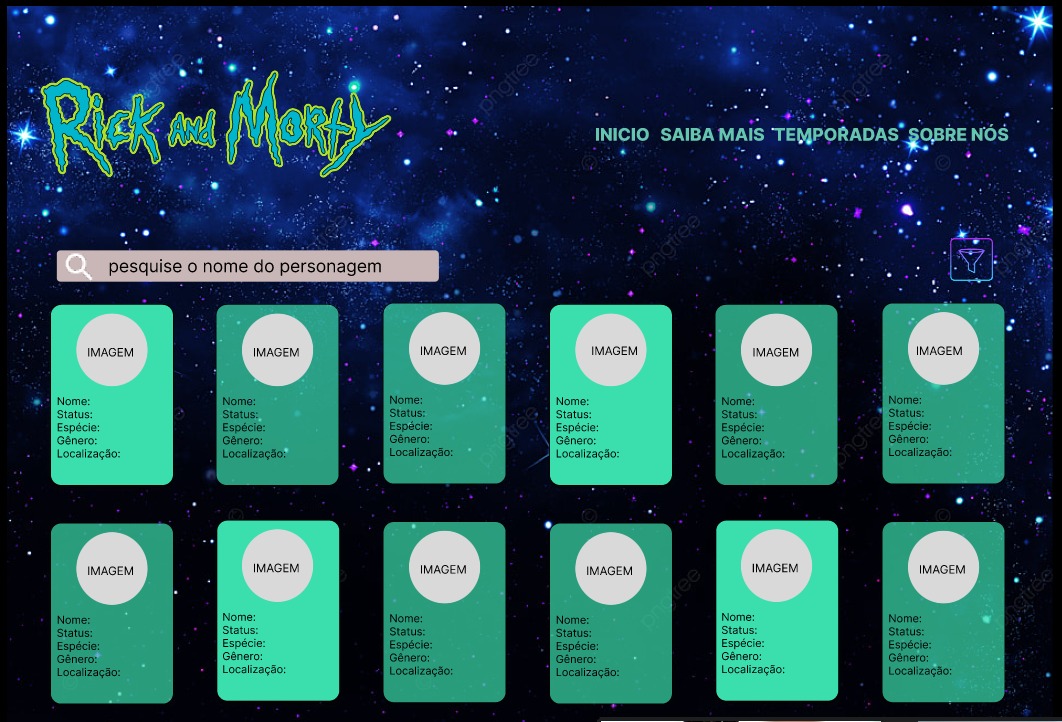 Rick and Morty
INICIO SAIBA MAIS TEMPORADAS SOBRE NÓS
pesquise o nome do personagem
IMAGEM IMAGEM IMAGEM IMAGEM IMAGEM IMAGEM
Nome: Nome: Nome: Nome: Nome: Nome:
Status: Status: Status: Status: Status: Status:
Espécie: Espécie: Espécie: Espécie: Espécie: Espécie:
Gênero: Gênero: Gênero: Gênero: Gênero: Gênero:
Localização: Localização: Localização: Localização: Localização: Localização:
IMAGEM IMAGEM IMAGEM IMAGEM IMAGEM IMAGEM
Nome: Nome: Nome: Nome: Nome: Nome:
Status: Status: Status: Status: Status: Status:
Espécie: Espécie: Espécie: Espécie: Espécie: Espécie:
Gênero: Gênero: Gênero: Gênero: Gênero: Gênero:
Localização: Localização: Localização: Localização: Localização: Localização:
pngtree